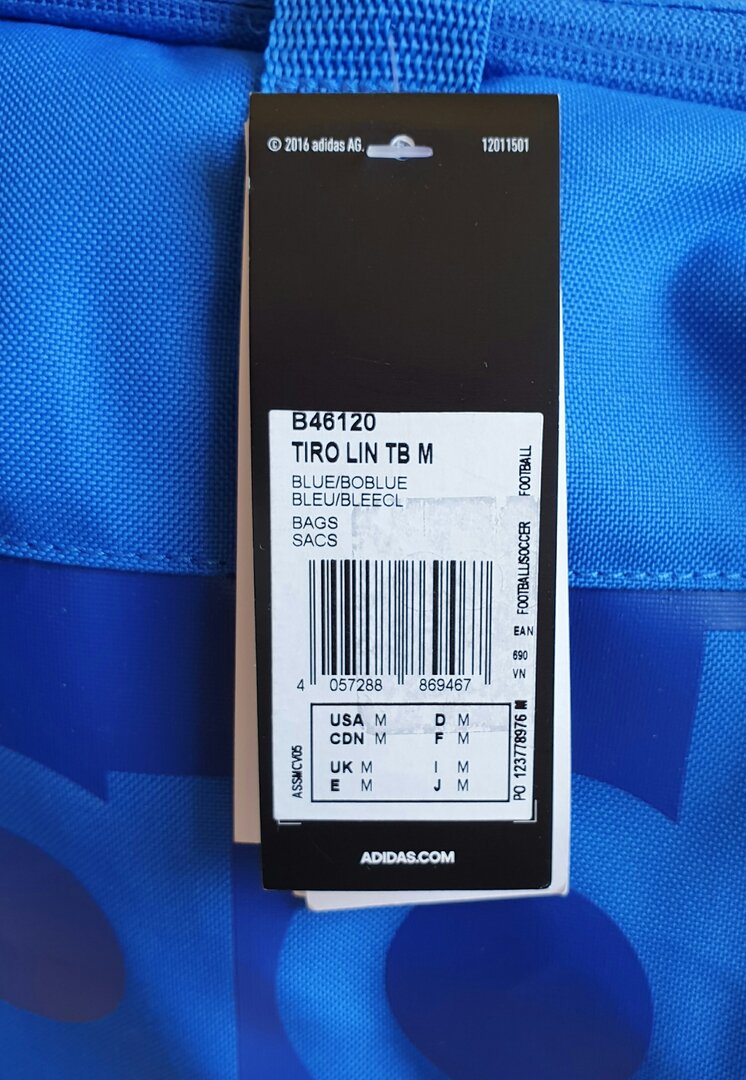 © 2016 adidas AG.
12011501
B46120
TIRO LIN TB M
BLUE/BOBLUE
BLEU/BLEECL
BAGS
SACS
FOOTBALL/SOCCER FOOTBALL
EAN
690
VN
4 057288 869467
USA M D M
CDN M F M
UK M I M
E M J M
ASSMCV05
PO 123778976 M
ADIDAS.COM